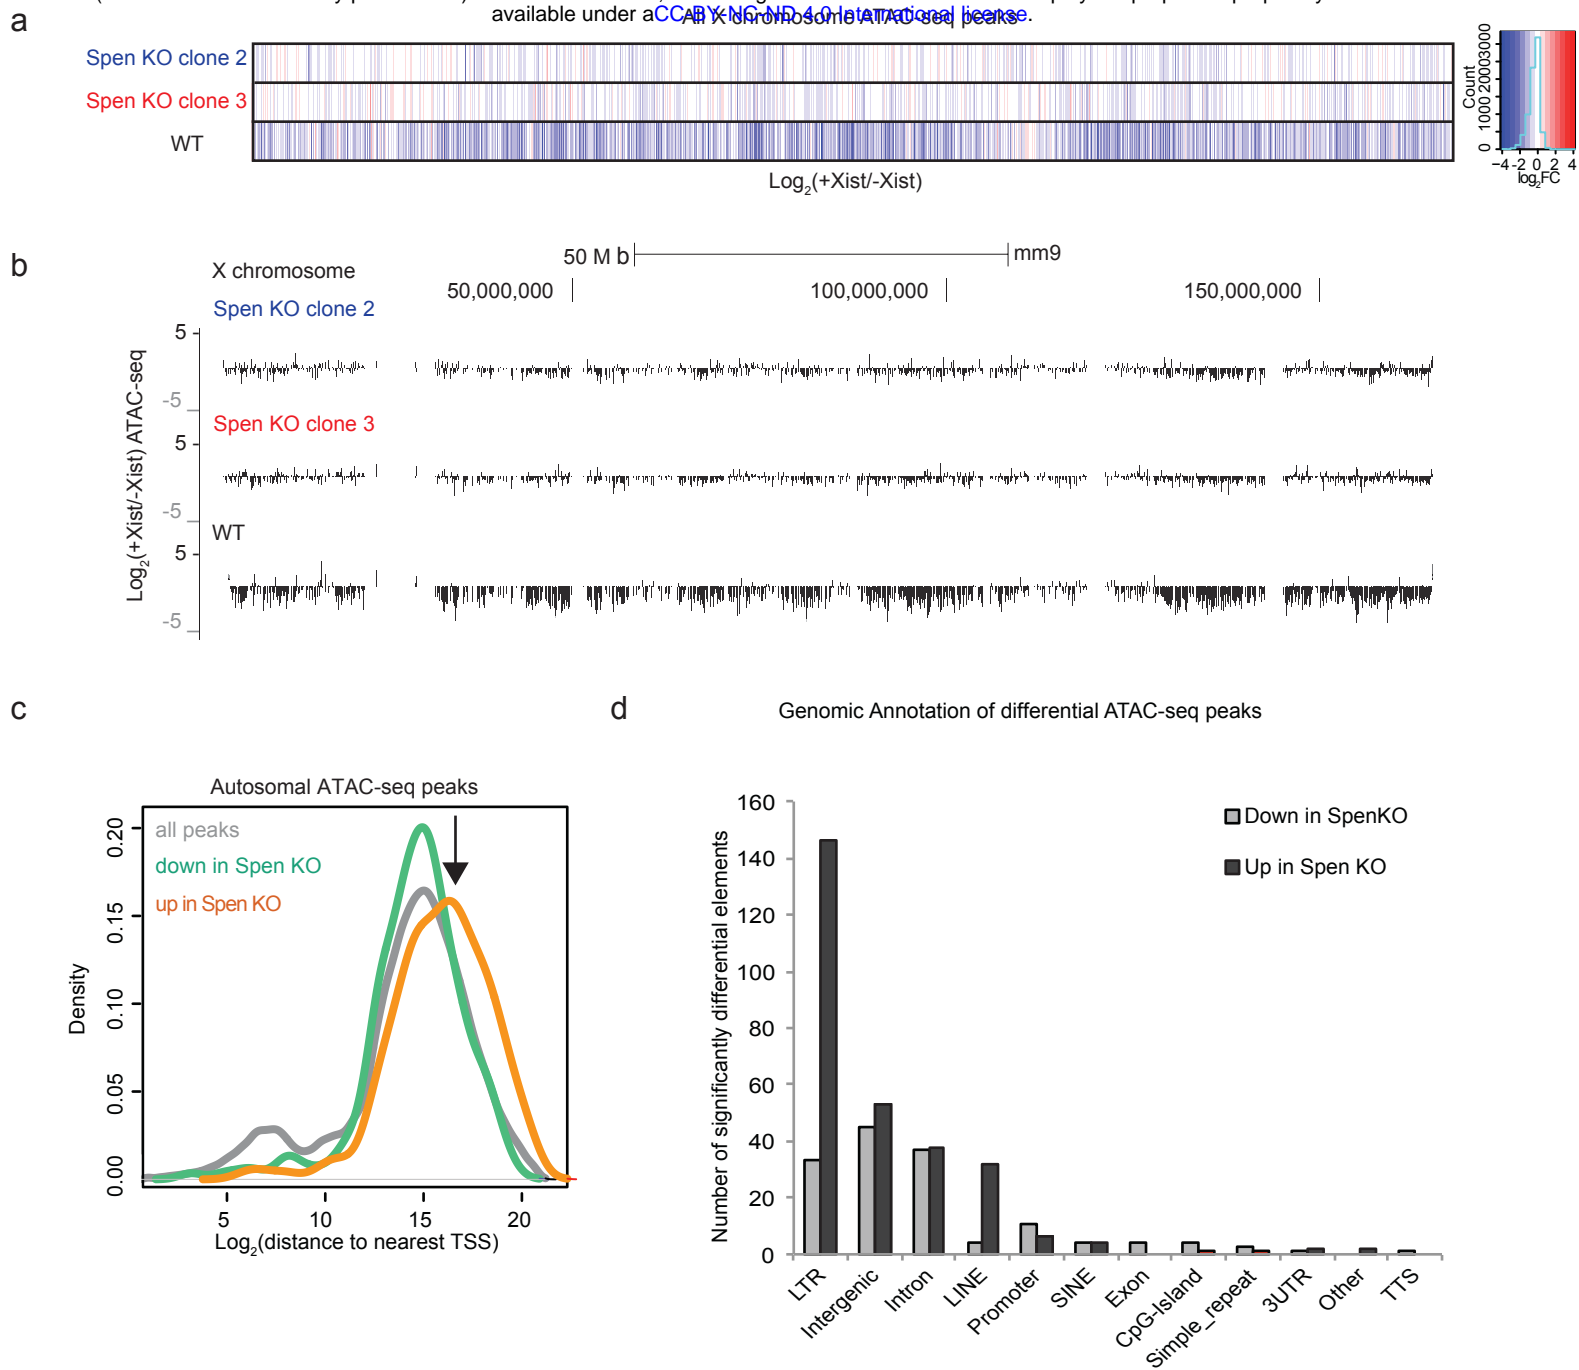 available under aCC-BY-NC-ND 4.0 International license.
All X chromosome ATAC-seq peaks
a
Spen KO clone 2
Spen KO clone 3
WT
Log2(+Xist/-Xist)
Count
0 1000 2000 3000
−4 -2 0 2 4
log2FC
b
50 M b
mm9
X chromosome
50,000,000
100,000,000
150,000,000
Spen KO clone 2
5
-5
Spen KO clone 3
5
-5
WT
5
-5
Log2(+Xist/-Xist) ATAC-seq
c
Autosomal ATAC-seq peaks
all peaks
down in Spen KO
up in Spen KO
Density
0.00 0.05 0.10 0.15 0.20
5 10 15 20
Log2(distance to nearest TSS)
d
Genomic Annotation of differential ATAC-seq peaks
Down in SpenKO
Up in Spen KO
Number of significantly differential elements
160
140
120
100
80
60
40
20
0
LTR
Intergenic
Intron
LINE
Promoter
SINE
Exon
CpG-Island
Simple_repeat
3UTR
Other
TTS